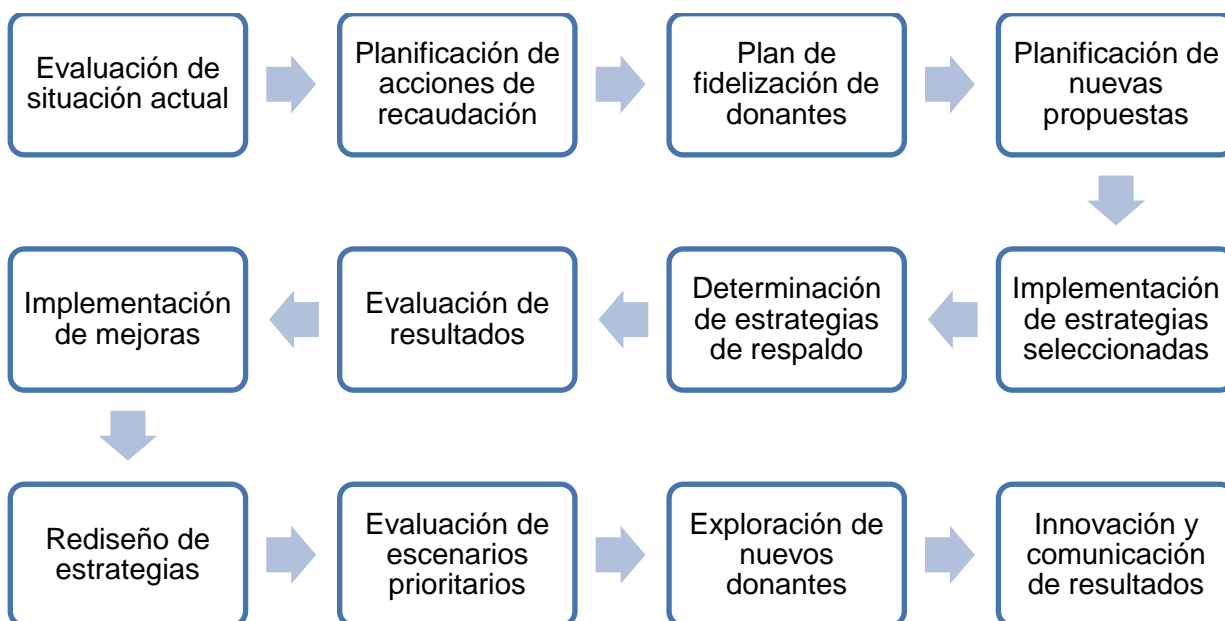 Evaluación de
situación actual
Planificación de
acciones de
recaudación
Plan de
fidelización de
donantes
Planificación de
nuevas
propuestas
Implementación
de estrategias
seleccionadas
Determinación
de estrategias
de respaldo
Evaluación de
resultados
Implementación
de mejoras
Rediseño de
estrategias
Evaluación de
escenarios
prioritarios
Exploración de
nuevos
donantes
Innovación y
comunicación
de resultados